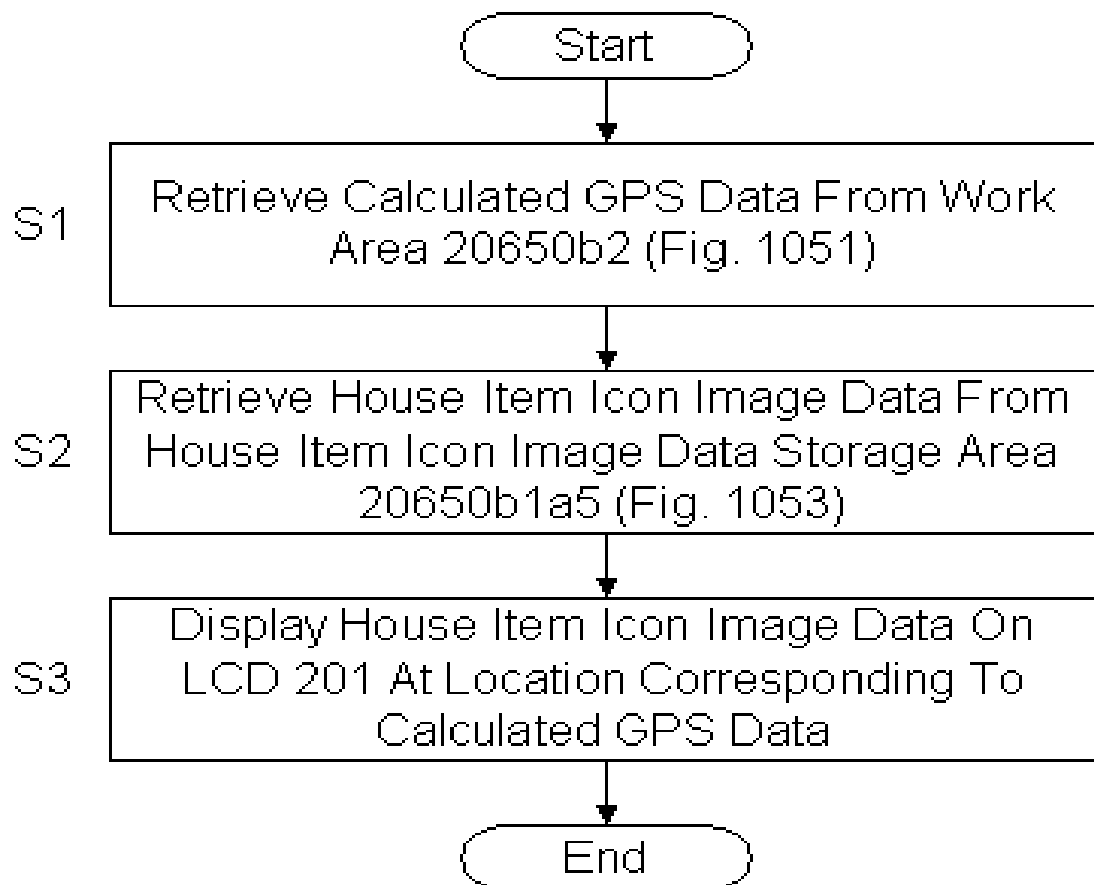 Start
S1
Retrieve Calculated GPS Data From Work
Area 20650b2 (Fig. 1051)
S2
Retrieve House Item Icon Image Data From
House Item Icon Image Data Storage Area
20650b1a5 (Fig. 1053)
S3
Display House Item Icon Image Data On
LCD 201 At Location Corresponding To
Calculated GPS Data
End